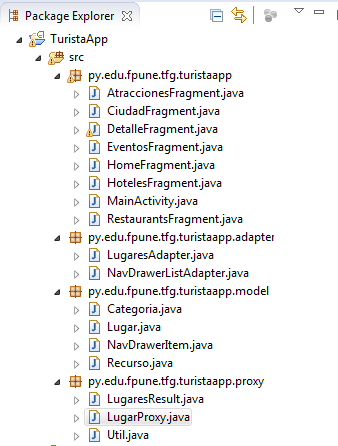 Package Explorer
TuristaApp
src
py.edu.fpune.tfg.turistaapp
AtraccionesFragment.java
CiudadFragment.java
DetalleFragment.java
EventosFragment.java
HomeFragment.java
HotelesFragment.java
MainActivity.java
RestaurantsFragment.java
py.edu.fpune.tfg.turistaapp.adapter
LugaresAdapter.java
NavDrawerListAdapter.java
py.edu.fpune.tfg.turistaapp.model
Categoria.java
Lugar.java
NavDrawerItem.java
Recurso.java
py.edu.fpune.tfg.turistaapp.proxy
LugaresResult.java
LugarProxy.java
Util.java